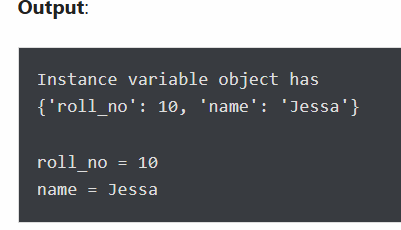 Output:
Instance variable object has
{'roll_no': 10, 'name': 'Jessa'}
roll_no = 10
name = Jessa